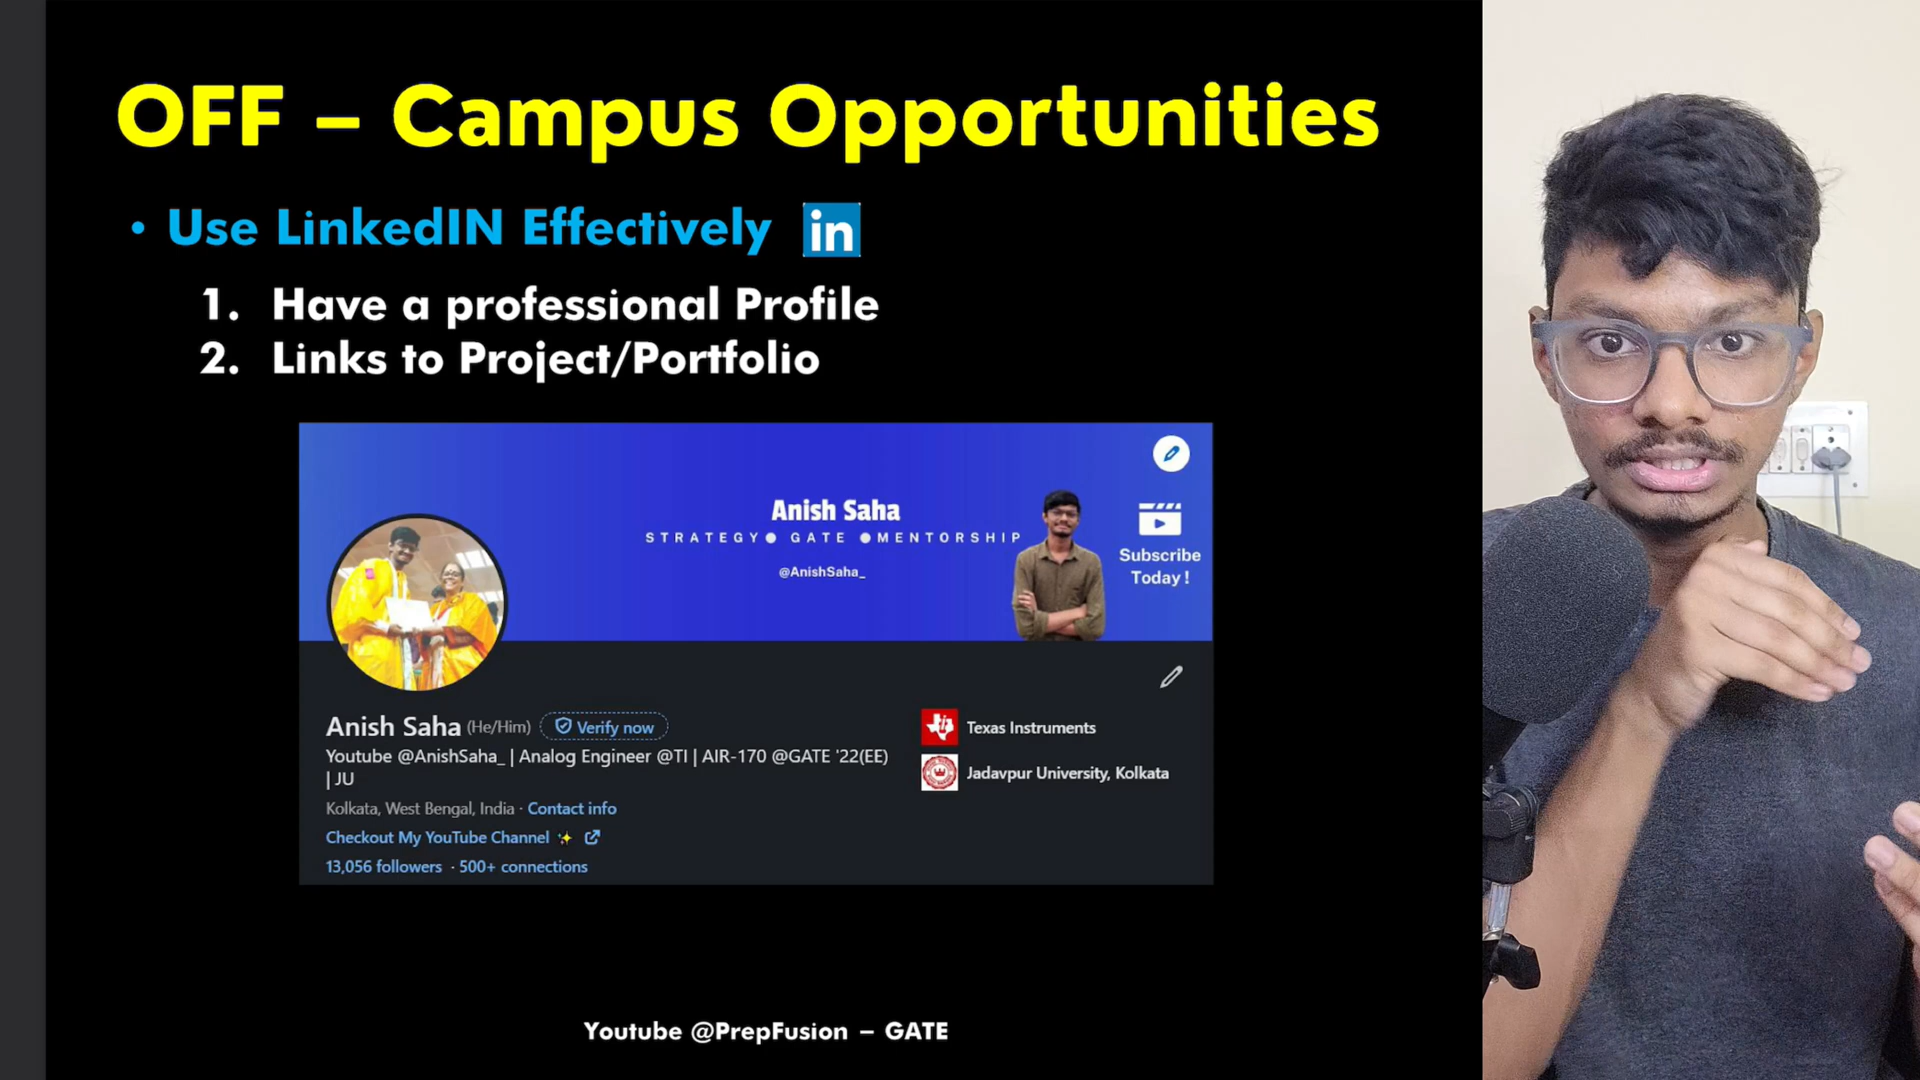 OFF – Campus Opportunities
• Use LinkedIN Effectively in
1. Have a professional Profile
2. Links to Project/Portfolio
Anish Saha
STRATEGY● GATE ●MENTORSHIP
@AnishSaha_
Subscribe
Today !
Anish Saha (He/Him) Verify now
Youtube @AnishSaha_ | Analog Engineer @TI | AIR-170 @GATE '22(EE)
| JU
Kolkata, West Bengal, India · Contact info
Checkout My YouTube Channel ✨
13,056 followers · 500+ connections
Texas Instruments
Jadavpur University, Kolkata
Youtube @PrepFusion – GATE